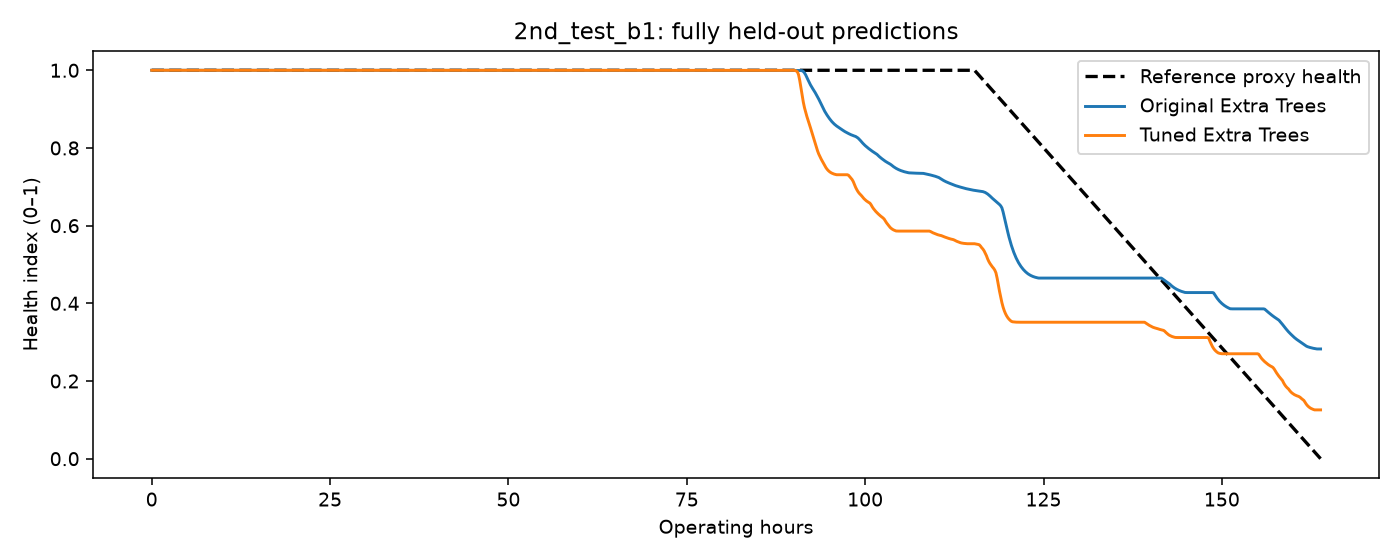 2nd_test_b1: fully held-out predictions
Reference proxy health
Original Extra Trees
Tuned Extra Trees
Health index (0–1)
1.0
0.8
0.6
0.4
0.2
0.0
0 25 50 75 100 125 150
Operating hours